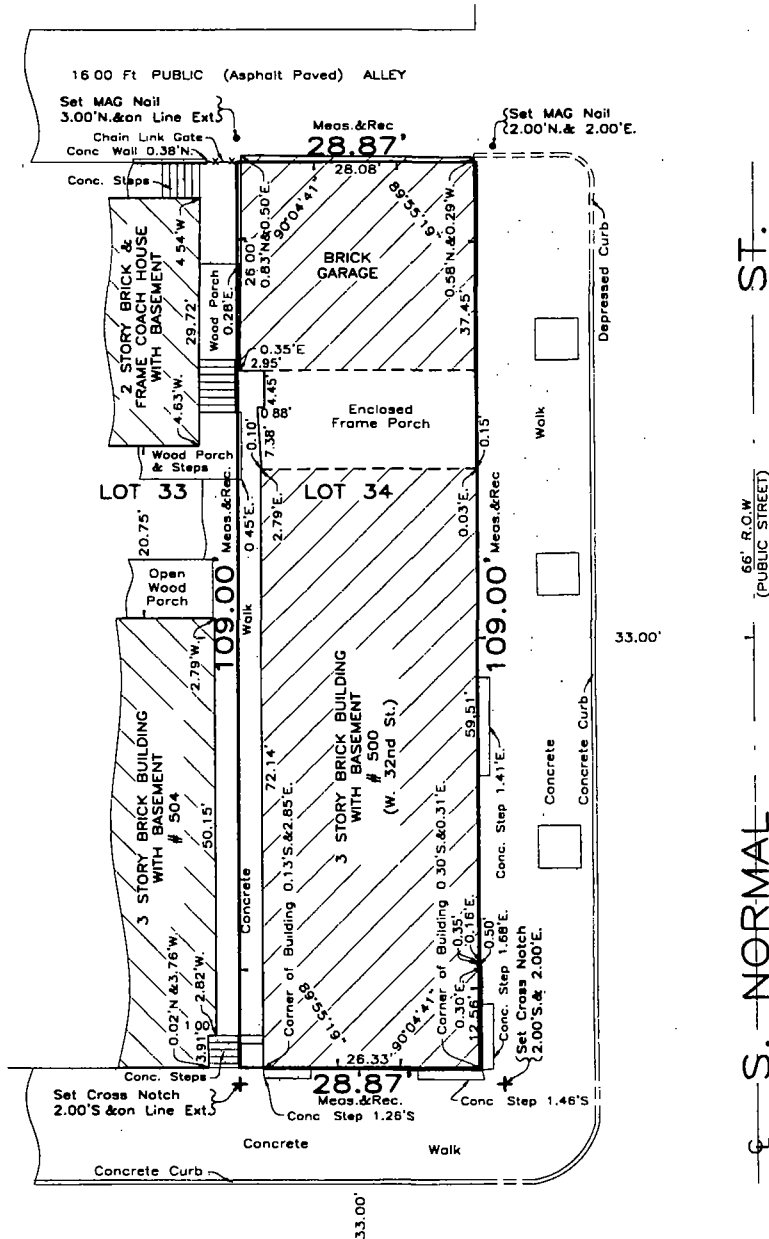 16 00 Ft PUBLIC (Asphalt Paved) ALLEY
Set MAG Nail
3.00'N.&on Line Ext.
Set MAG Nail
2.00'N.& 2.00'E.
Chain Link Gate
Conc Wall 0.38'N.
Meas.&Rec
28.87'
28.08'
Conc. Steps
4.54'W.
2 STORY BRICK &
FRAME COACH HOUSE
WITH BASEMENT
29.72'
4.63'W.
Wood Porch
0.28'E.
26 00'
0.83'N&0.50'E.
90°04'41"
89°55'19"
BRICK
GARAGE
0.58'N.&0.29'W.
37.45'
Depressed Curb
0.35'E
2.95'
4.45'
0 88'
7.38'
0.10'
Enclosed
Frame Porch
0.15'
Walk
Wood Porch
& Steps
LOT 33
LOT 34
0.45'E.
2.79'E.
0.03'E.
20.75'
Open
Wood
Porch
109.00' Meas.&Rec.
Walk
109.00' Meas.&Rec
33.00'
66' R.O.W
(PUBLIC STREET)
2.79'W.
3 STORY BRICK BUILDING
WITH BASEMENT
# 504
50.15'
72.14'
3 STORY BRICK BUILDING
WITH BASEMENT
# 500
(W. 32nd St.)
59.51'
Conc. Step 1.41'E.
Concrete
Concrete Curb
Concrete
0.02'N &3.76'W.
2.82'W.
1 00'
3.91'
Corner of Building 0.13'S.&2.85'E.
89°55'19"
90°04'41"
Corner of Building 0 30'S.&0.31'E.
0.30'E.
0.35'
0.16'E.
0.50'
12.56'
Conc. Step 1.68'E.
Set Cross Notch
2.00'S.& 2.00'E.
26.33'
Conc. Steps
28.87'
Meas.&Rec.
Set Cross Notch
2.00'S &on Line Ext.
Conc Step 1.26'S
Conc Step 1.46'S
Concrete
Walk
Concrete Curb
33.00'
℄ S. NORMAL ST.